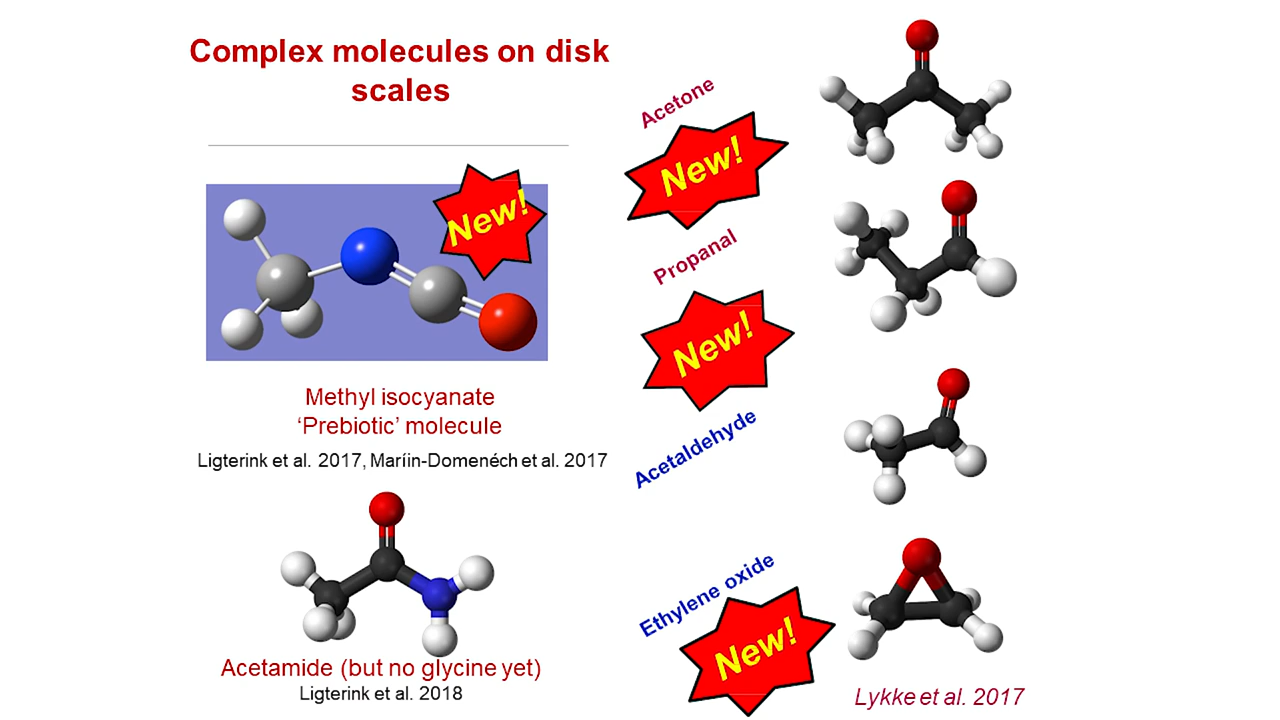 Complex molecules on disk
scales
New!
Methyl isocyanate
‘Prebiotic’ molecule
Ligterink et al. 2017, Maríin-Domenéch et al. 2017
Acetamide (but no glycine yet)
Ligterink et al. 2018
Acetone
New!
Propanal
New!
Acetaldehyde
Ethylene oxide
New!
Lykke et al. 2017